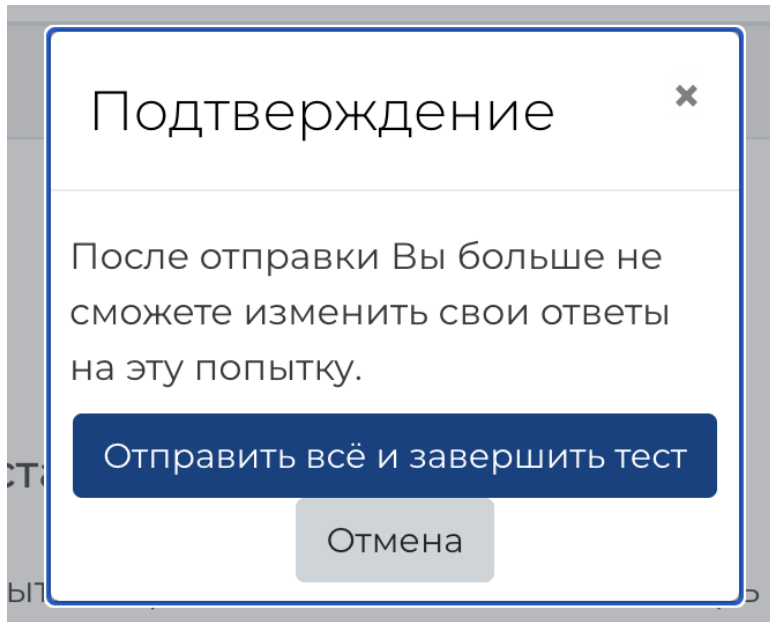 Подтверждение
После отправки Вы больше не
сможете изменить свои ответы
на эту попытку.
Отправить всё и завершить тест
Отмена